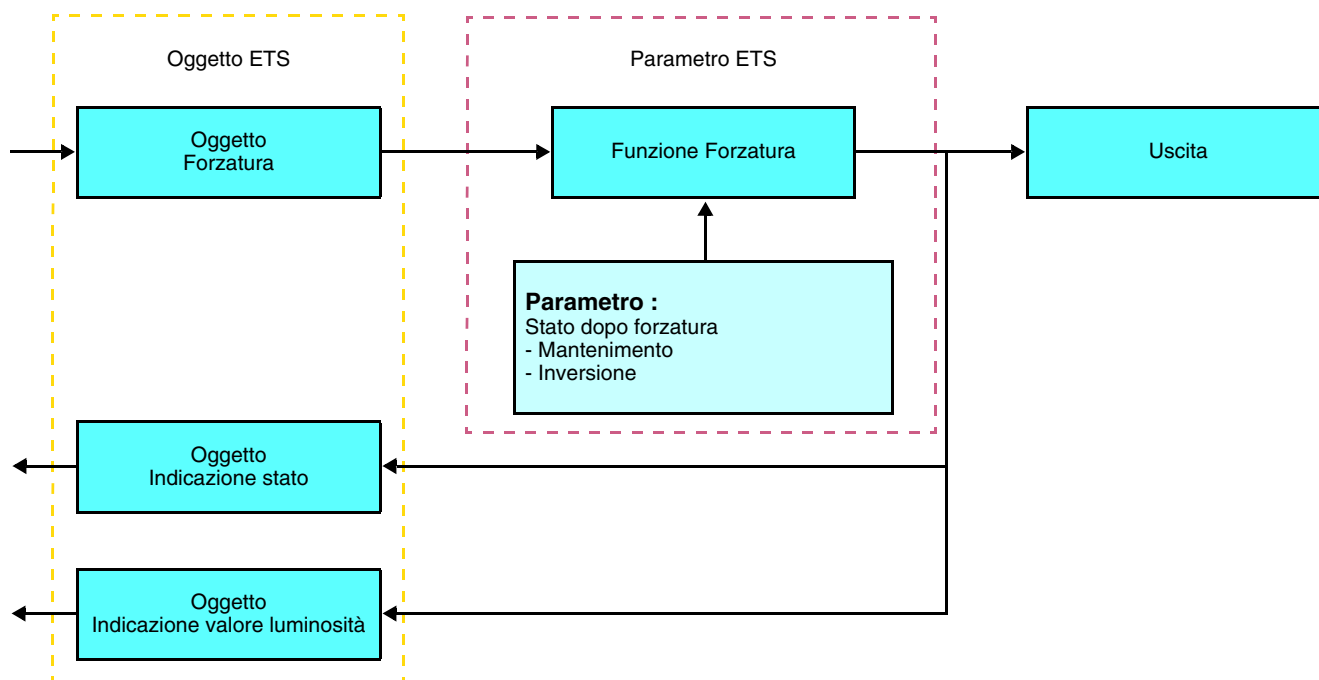 Oggetto ETS
Parametro ETS
Oggetto
Forzatura
Funzione Forzatura
Uscita
Parametro :
Stato dopo forzatura
- Mantenimento
- Inversione
Oggetto
Indicazione stato
Oggetto
Indicazione valore luminosità